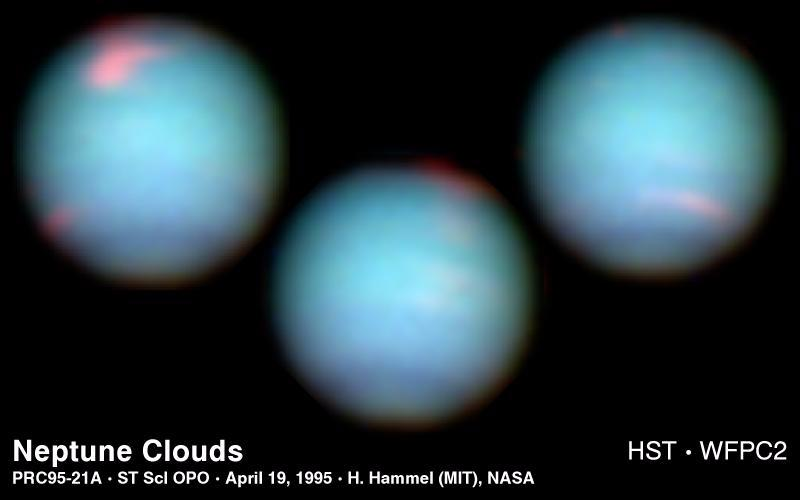 Neptune Clouds
HST • WFPC2
PRC95-21A · ST ScI OPO · April 19, 1995 · H. Hammel (MIT), NASA